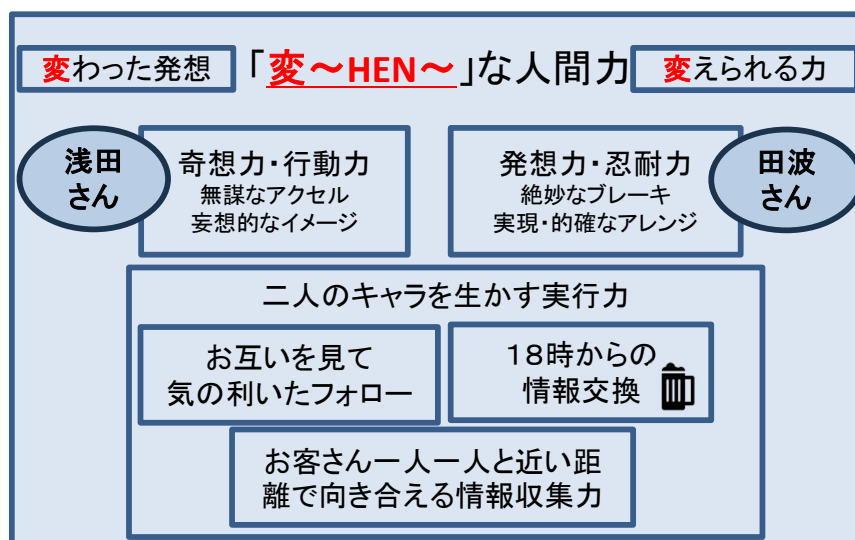 変わった発想
「変～HEN～」な人間力
変えられる力
浅田
さん
奇想力・行動力
無謀なアクセル
妄想的なイメージ
発想力・忍耐力
絶妙なブレーキ
実現・的確なアレンジ
田波
さん
二人のキャラを生かす実行力
お互いを見て
気の利いたフォロー
１８時からの
情報交換
お客さん一人一人と近い距
離で向き合える情報収集力